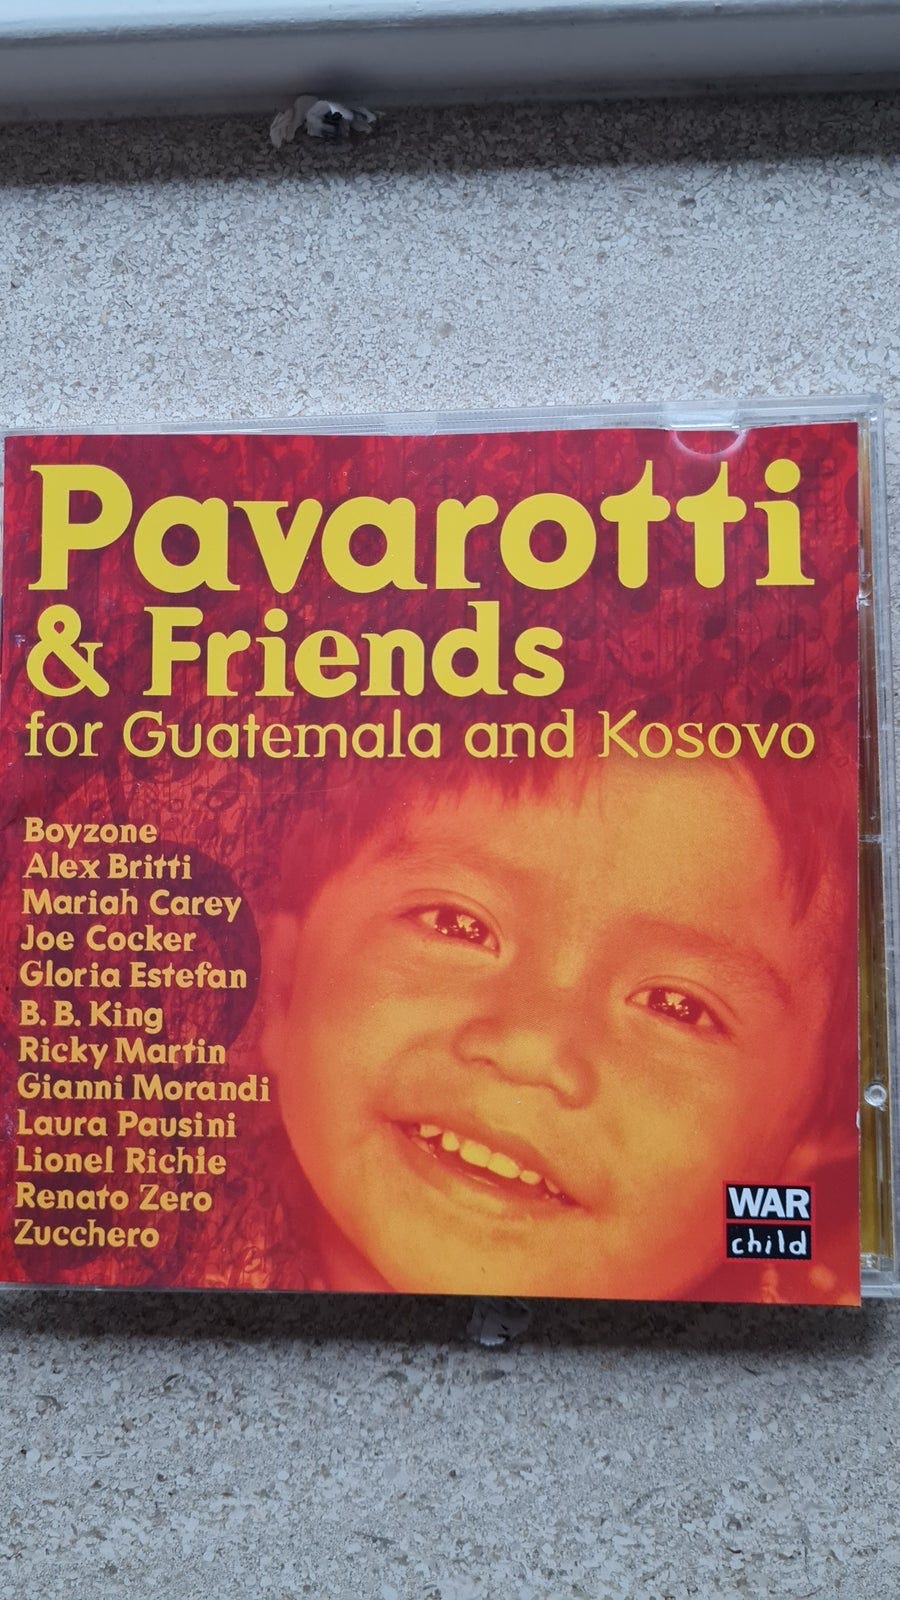 Pavarotti
& Friends
for Guatemala and Kosovo
Boyzone
Alex Britti
Mariah Carey
Joe Cocker
Gloria Estefan
B. B. King
Ricky Martin
Gianni Morandi
Laura Pausini
Lionel Richie
Renato Zero
Zucchero
WAR
child